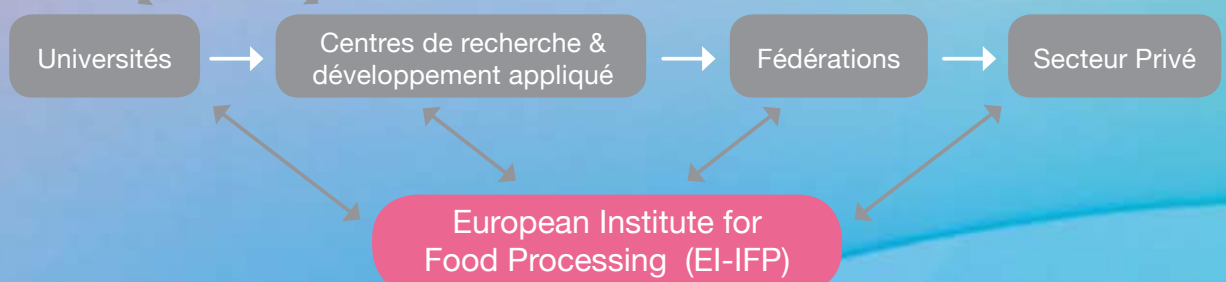 Universités
Centres de recherche &
développement appliqué
Fédérations
Secteur Privé
European Institute for
Food Processing (EI-IFP)